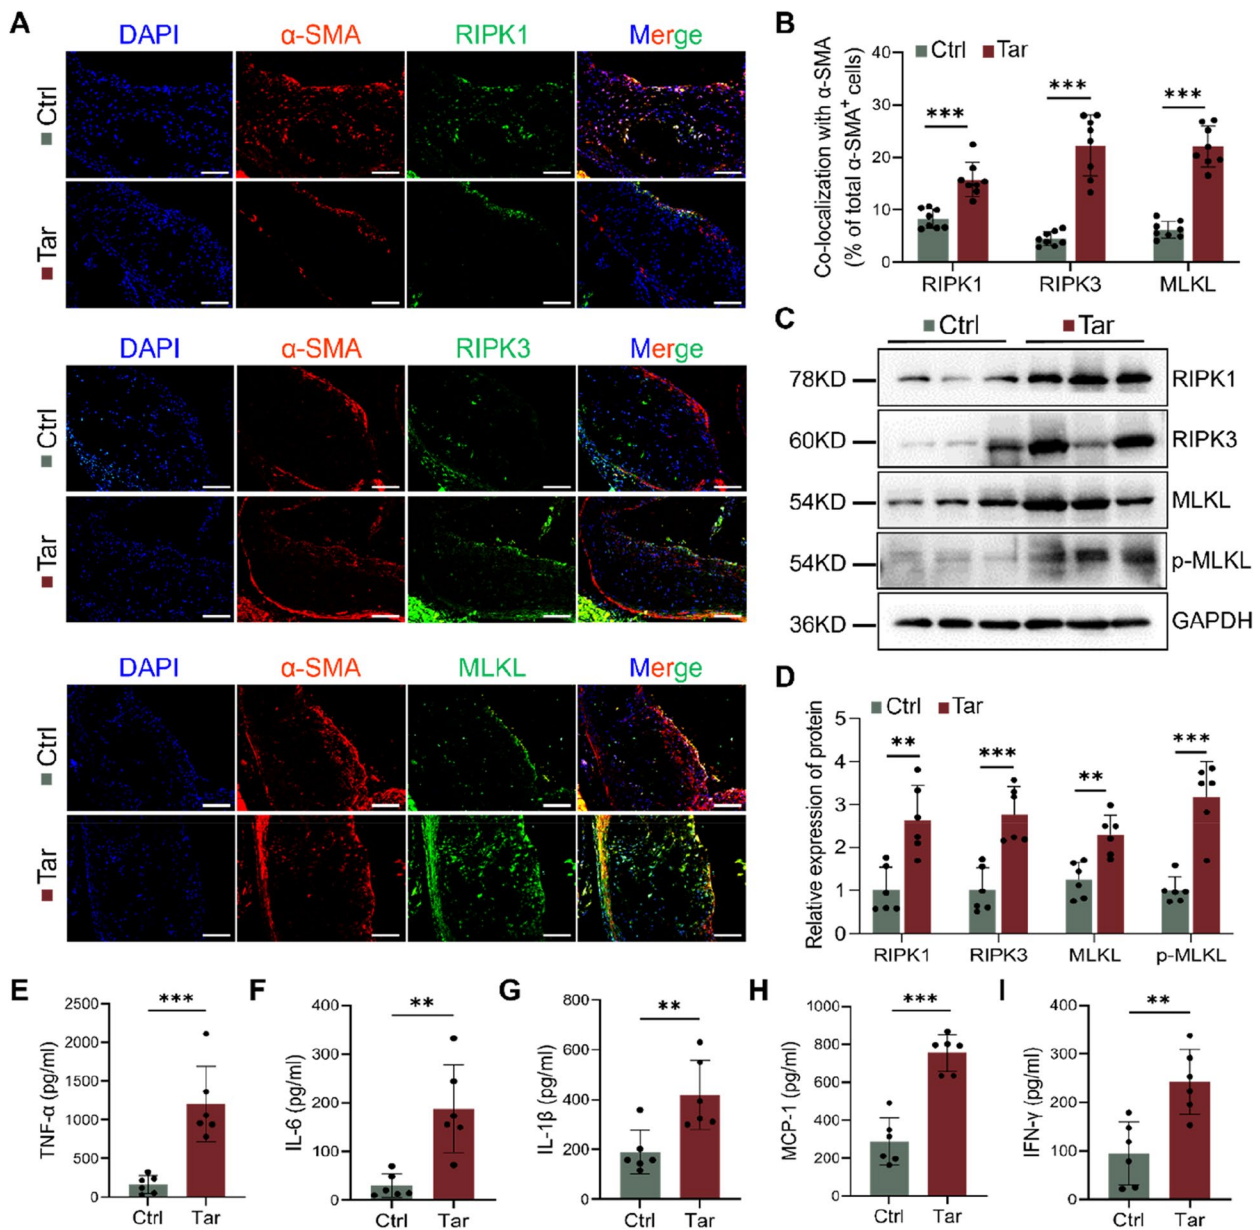 A
DAPI α-SMA RIPK1 Merge
Ctrl
Tar
DAPI α-SMA RIPK3 Merge
Ctrl
Tar
DAPI α-SMA MLKL Merge
Ctrl
Tar
B
Ctrl Tar
Co-localization with α-SMA
(% of total α-SMA⁺ cells)
40
30
20
10
0
*** *** ***
RIPK1 RIPK3 MLKL
C
Ctrl Tar
78KD RIPK1
60KD RIPK3
54KD MLKL
54KD p-MLKL
36KD GAPDH
D
Ctrl Tar
Relative expression of protein
5
4
3
2
1
0
** *** ** ***
RIPK1 RIPK3 MLKL p-MLKL
E
TNF-α (pg/ml)
2500
2000
1500
1000
500
0
***
Ctrl Tar
F
IL-6 (pg/ml)
400
300
200
100
0
**
Ctrl Tar
G
IL-1β (pg/ml)
800
600
400
200
0
**
Ctrl Tar
H
MCP-1 (pg/ml)
1000
800
600
400
200
0
***
Ctrl Tar
I
IFN-γ (pg/ml)
400
300
200
100
0
**
Ctrl Tar